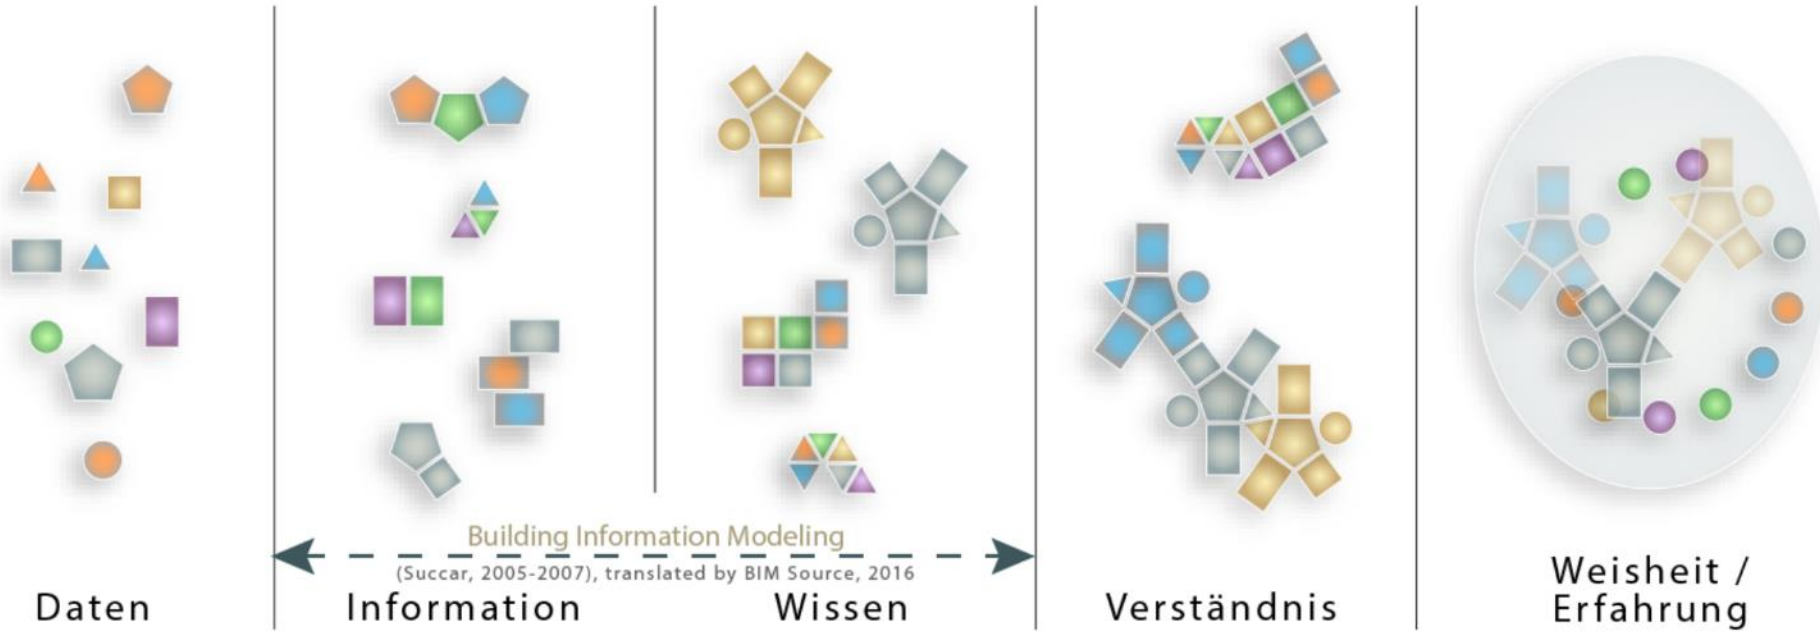 Building Information Modeling
(Succar, 2005-2007), translated by BIM Source, 2016
Daten
Information
Wissen
Verständnis
Weisheit /
Erfahrung